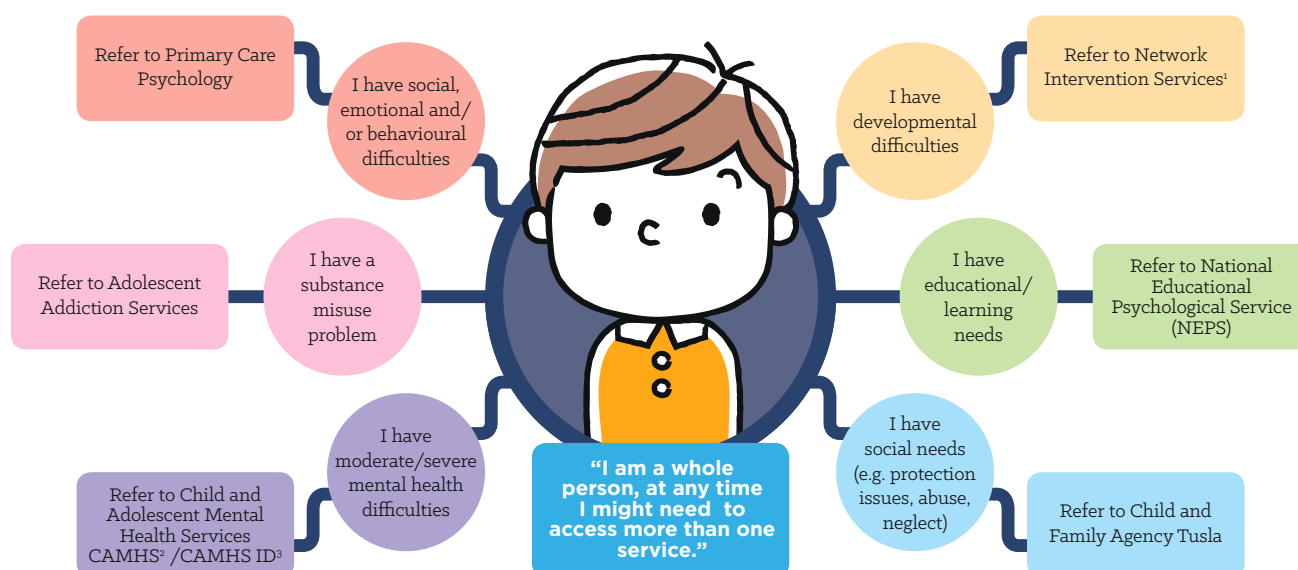 Refer to Primary Care
Psychology
I have social,
emotional and/
or behavioural
difficulties
I have
developmental
difficulties
Refer to Network
Intervention Services¹
Refer to Adolescent
Addiction Services
I have a
substance
misuse
problem
I have
educational/
learning
needs
Refer to National
Educational
Psychological Service
(NEPS)
Refer to Child and
Adolescent Mental
Health Services
CAMHS² /CAMHS ID³
I have
moderate/severe
mental health
difficulties
“I am a whole
person, at any time
I might need to
access more than one
service.”
I have
social needs
(e.g. protection
issues, abuse,
neglect)
Refer to Child and
Family Agency Tusla